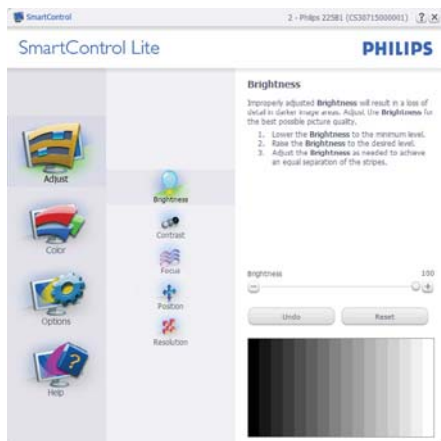 SmartControl
2 - Philips 225B1 (CS30715000001)
SmartControl Lite
PHILIPS
Adjust
Color
Options
Help
Brightness
Contrast
Focus
Position
Resolution
Brightness
Improperly adjusted Brightness will result in a loss of
detail in darker image areas. Adjust the Brightness for
the best possible picture quality.
1. Lower the Brightness to the minimum level.
2. Raise the Brightness to the desired level.
3. Adjust the Brightness as needed to achieve
an equal separation of the stripes.
Brightness 100
Undo Reset